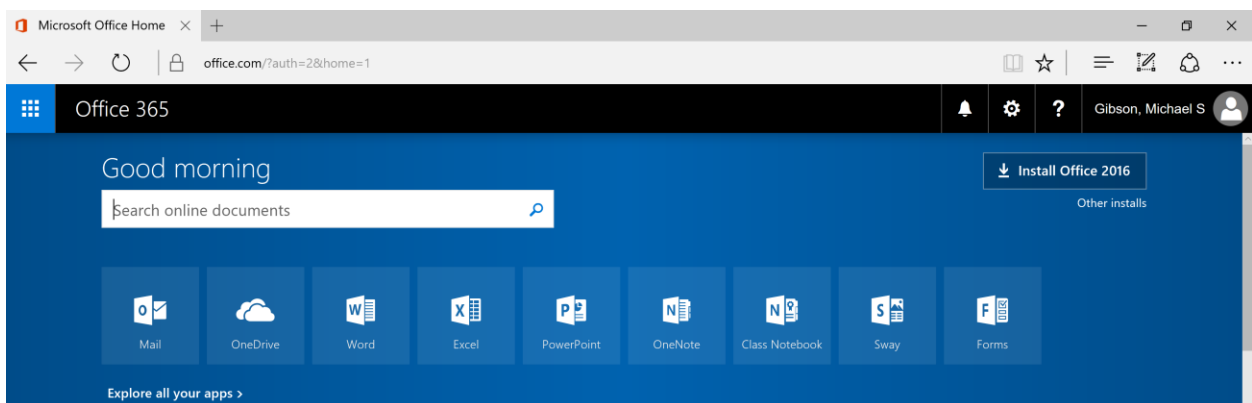 Microsoft Office Home
office.com/?auth=2&home=1
Office 365
? Gibson, Michael S
Good morning
Install Office 2016
Search online documents
Other installs
Mail OneDrive Word Excel PowerPoint OneNote Class Notebook Sway Forms
Explore all your apps >